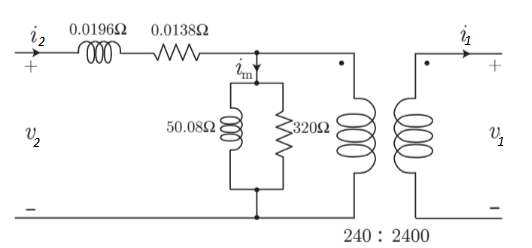 0.0196Ω 0.0138Ω
i₂ i₁
+ +
iₘ
50.08Ω 320Ω
v₂ v₁
− −
240 : 2400